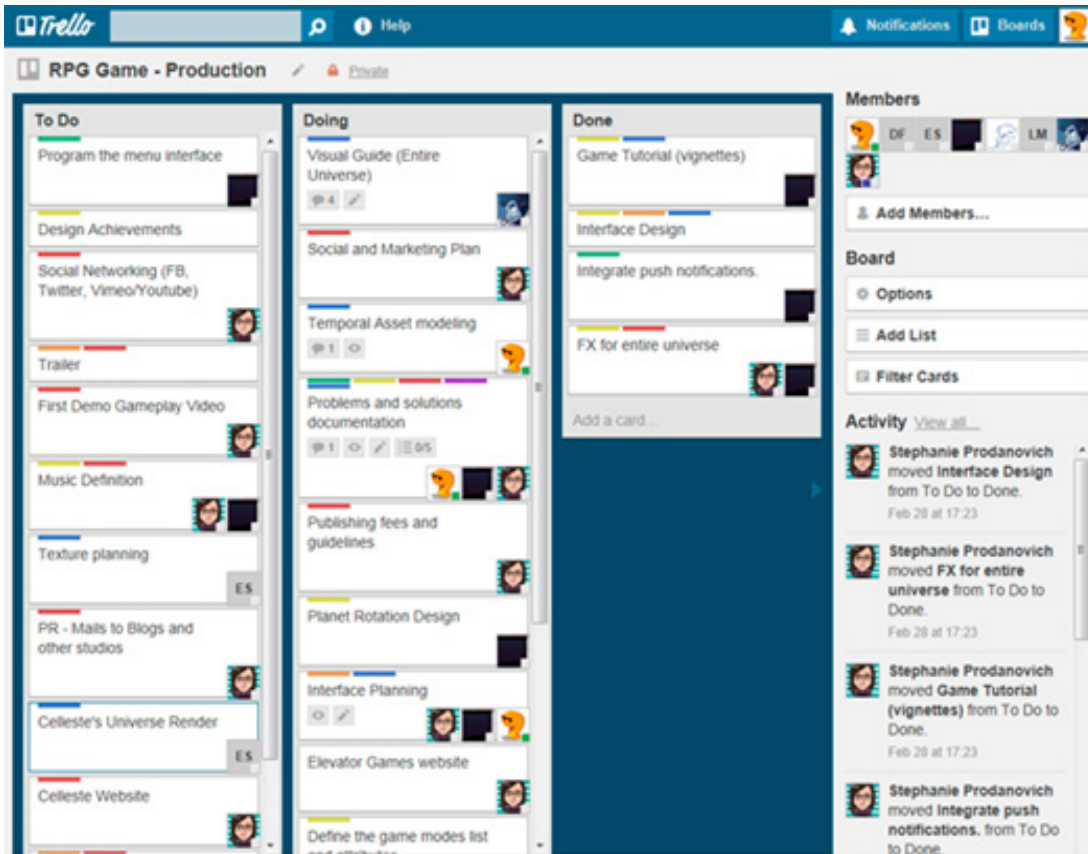 Trello
Help
Notifications
Boards
RPG Game - Production
Private
To Do
Program the menu interface
Design Achievements
Social Networking (FB,
Twitter, Vimeo/Youtube)
Trailer
First Demo Gameplay Video
Music Definition
Texture planning
ES
PR - Mails to Blogs and
other studios
Celleste's Universe Render
ES
Celleste Website
Doing
Visual Guide (Entire
Universe)
4
Social and Marketing Plan
Temporal Asset modeling
1
Problems and solutions
documentation
1
0/5
Publishing fees and
guidelines
Planet Rotation Design
Interface Planning
Elevator Games website
Define the game modes list
and attributes
Done
Game Tutorial (vignettes)
Interface Design
Integrate push notifications.
FX for entire universe
Add a card...
Members
DF ES LM
Add Members...
Board
Options
Add List
Filter Cards
Activity View all...
Stephanie Prodanovich
moved Interface Design
from To Do to Done.
Feb 28 at 17:23
Stephanie Prodanovich
moved FX for entire
universe from To Do to
Done.
Feb 28 at 17:23
Stephanie Prodanovich
moved Game Tutorial
(vignettes) from To Do to
Done.
Feb 28 at 17:23
Stephanie Prodanovich
moved Integrate push
notifications. from To Do
to Done.